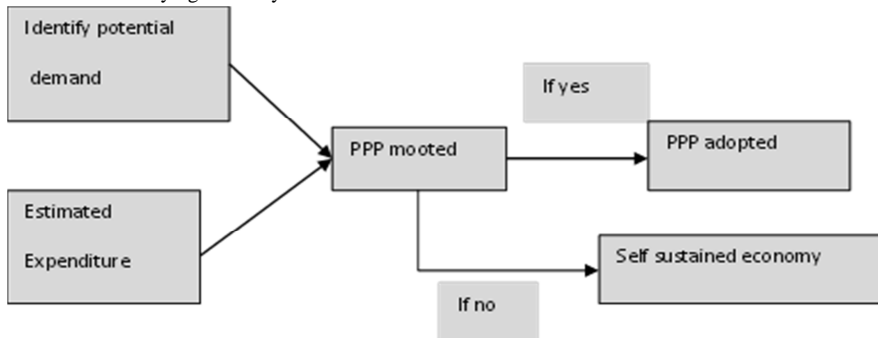 Identify potential
demand
If yes
PPP mooted
PPP adopted
Estimated
Expenditure
Self sustained economy
If no